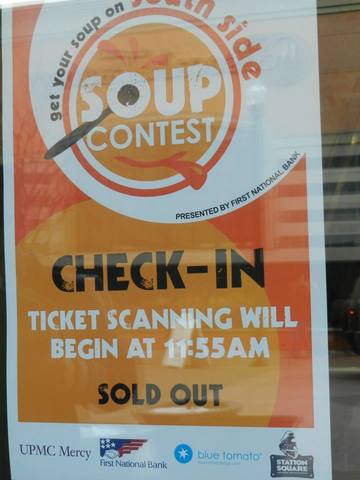 get your soup on south side
SOUP
CONTEST
PRESENTED BY FIRST NATIONAL BANK
CHECK-IN
TICKET SCANNING WILL
BEGIN AT 11:55AM
SOLD OUT
UPMC Mercy
First National Bank
blue tomato
STATION
SQUARE